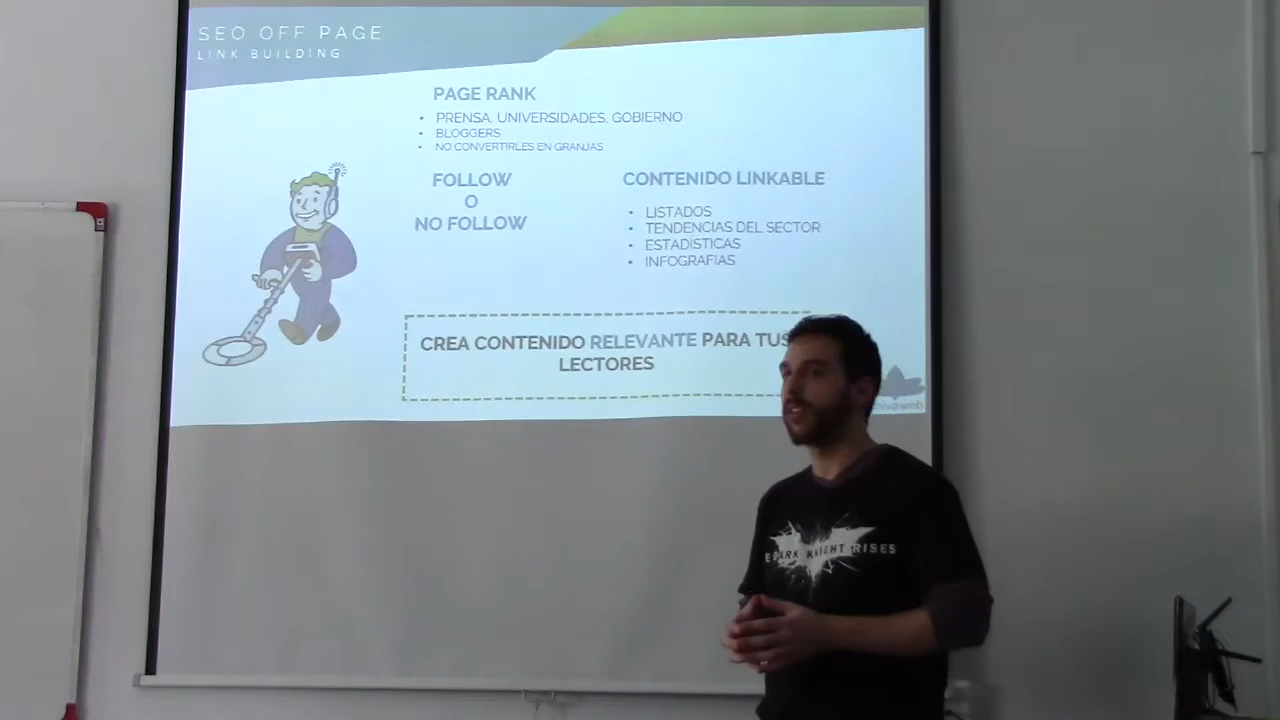 SEO OFF PAGE
LINK BUILDING
PAGE RANK
• PRENSA, UNIVERSIDADES, GOBIERNO
• BLOGGERS
• NO CONVERTIRLES EN GRANJAS
FOLLOW
O
NO FOLLOW
CONTENIDO LINKABLE
• LISTADOS
• TENDENCIAS DEL SECTOR
• ESTADÍSTICAS
• INFOGRAFIAS
CREA CONTENIDO RELEVANTE PARA TUS
LECTORES
DARK KNIGHT RISES